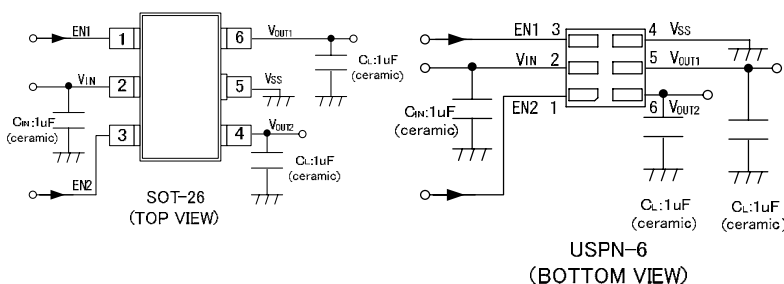 EN1
1
6
VOUT1
CL:1uF
(ceramic)
VIN
2
5
VSS
CIN:1uF
(ceramic)
3
4
VOUT2
CL:1uF
(ceramic)
EN2
SOT-26
(TOP VIEW)
EN1
3
4
VSS
VIN
2
5
VOUT1
CIN:1uF
(ceramic)
EN2
1
6
VOUT2
CL:1uF
(ceramic)
CL:1uF
(ceramic)
USPN-6
(BOTTOM VIEW)